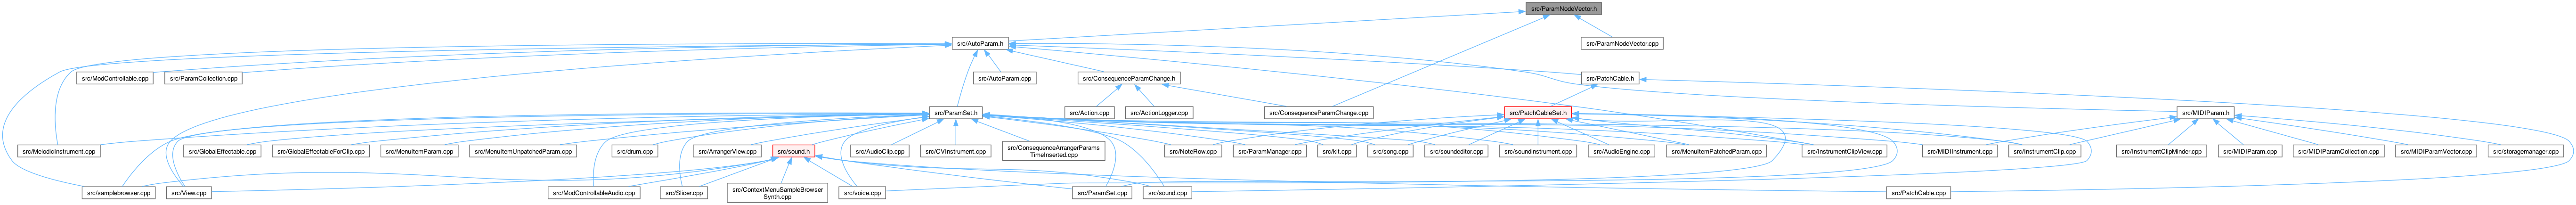 src/ParamNodeVector.h
src/AutoParam.h
src/ParamNodeVector.cpp
src/ModControllable.cpp
src/ParamCollection.cpp
src/AutoParam.cpp
src/ConsequenceParamChange.h
src/PatchCable.h
src/ParamSet.h
src/Action.cpp
src/ActionLogger.cpp
src/ConsequenceParamChange.cpp
src/PatchCableSet.h
src/MIDIParam.h
src/MelodicInstrument.cpp
src/GlobalEffectable.cpp
src/GlobalEffectableForClip.cpp
src/MenuItemParam.cpp
src/MenuItemUnpatchedParam.cpp
src/drum.cpp
src/ArrangerView.cpp
src/sound.h
src/AudioClip.cpp
src/CVInstrument.cpp
src/ConsequenceArrangerParams
TimeInserted.cpp
src/NoteRow.cpp
src/ParamManager.cpp
src/kit.cpp
src/song.cpp
src/soundeditor.cpp
src/soundinstrument.cpp
src/AudioEngine.cpp
src/MenuItemPatchedParam.cpp
src/InstrumentClipView.cpp
src/MIDIInstrument.cpp
src/InstrumentClip.cpp
src/InstrumentClipMinder.cpp
src/MIDIParam.cpp
src/MIDIParamCollection.cpp
src/MIDIParamVector.cpp
src/storagemanager.cpp
src/samplebrowser.cpp
src/View.cpp
src/ModControllableAudio.cpp
src/Slicer.cpp
src/ContextMenuSampleBrowser
Synth.cpp
src/voice.cpp
src/ParamSet.cpp
src/sound.cpp
src/PatchCable.cpp